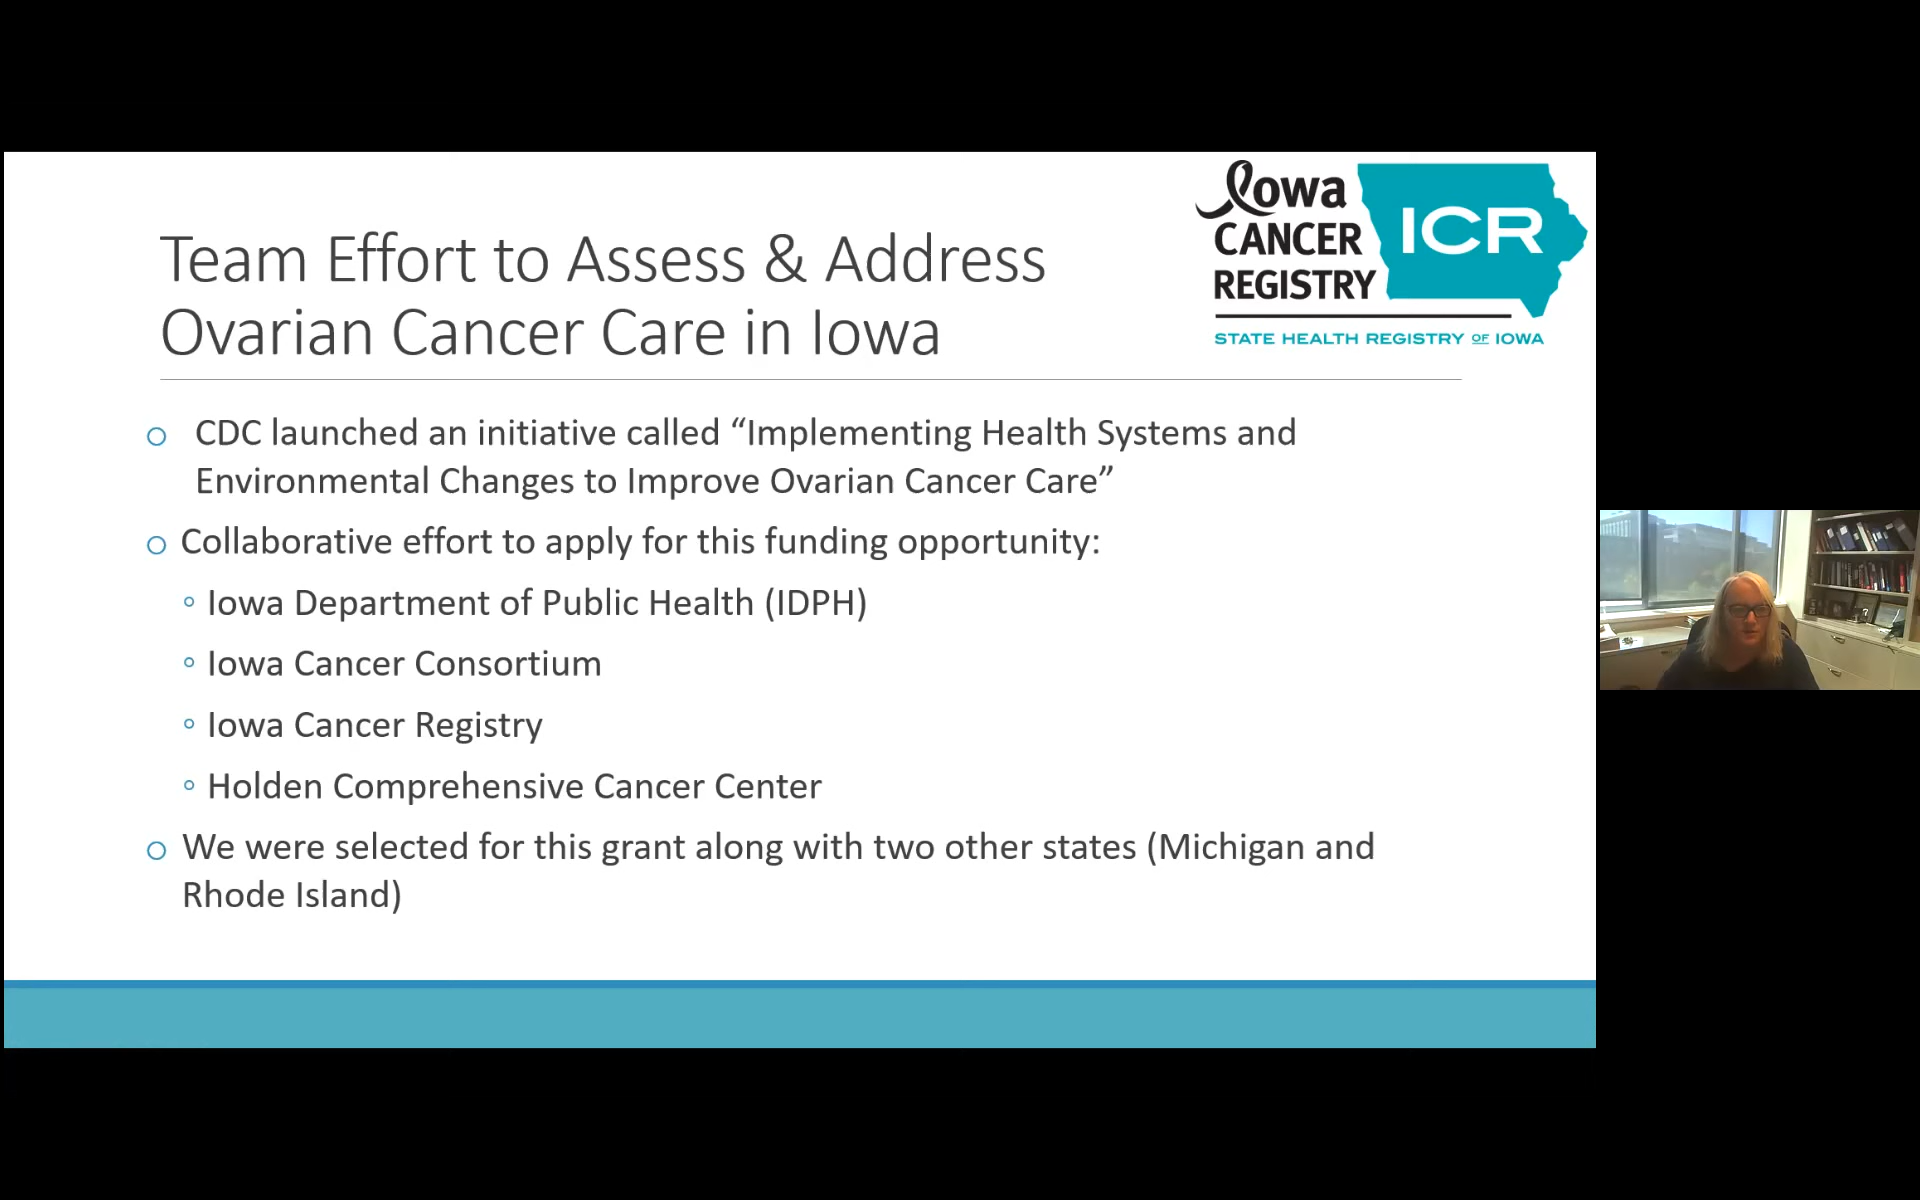 Iowa
CANCER
REGISTRY
ICR
STATE HEALTH REGISTRY OF IOWA
Team Effort to Assess & Address
Ovarian Cancer Care in Iowa
CDC launched an initiative called “Implementing Health Systems and
Environmental Changes to Improve Ovarian Cancer Care”
Collaborative effort to apply for this funding opportunity:
Iowa Department of Public Health (IDPH)
Iowa Cancer Consortium
Iowa Cancer Registry
Holden Comprehensive Cancer Center
We were selected for this grant along with two other states (Michigan and
Rhode Island)